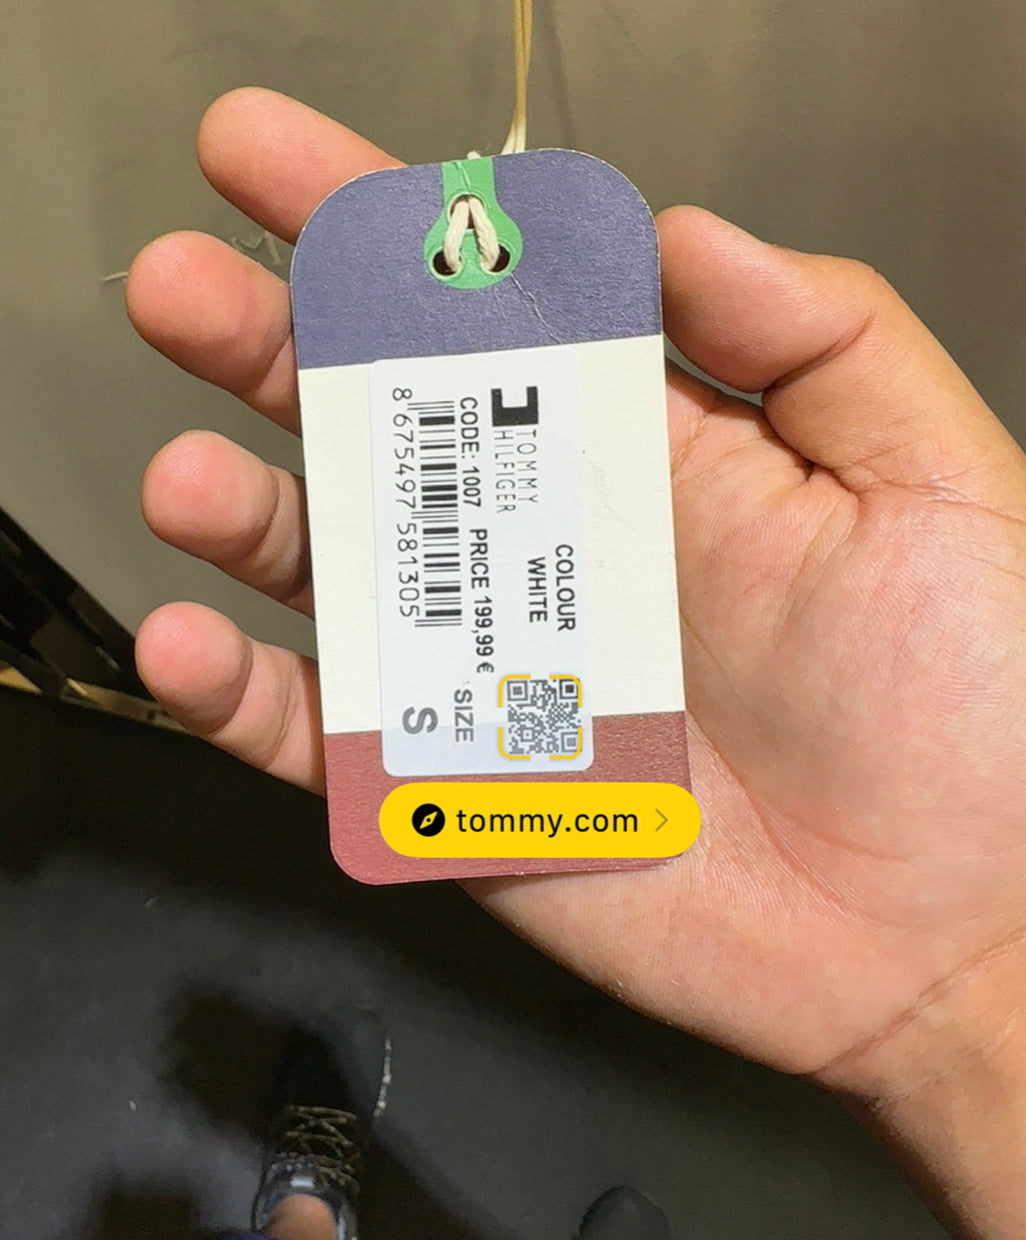 TOMMY
HILFIGER
COLOUR
WHITE
CODE: 1007 PRICE 199,99 €
8 675497 581305
SIZE
S
tommy.com